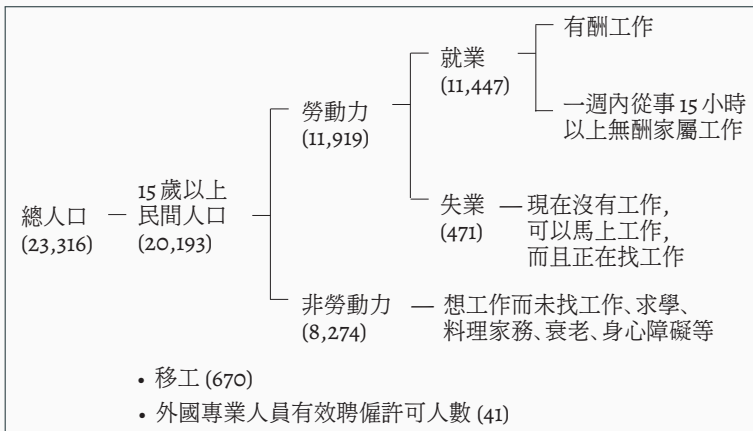 有酬工作
就業
(11,447)
一週內從事 15 小時
以上無酬家屬工作
勞動力
(11,919)
15 歲以上
總人口
民間人口
(23,316)
(20,193)
失業
(471)
現在沒有工作,
可以馬上工作,
而且正在找工作
非勞動力
(8,274)
想工作而未找工作、求學、
料理家務、衰老、身心障礙等
• 移工 (670)
• 外國專業人員有效聘僱許可人數 (41)